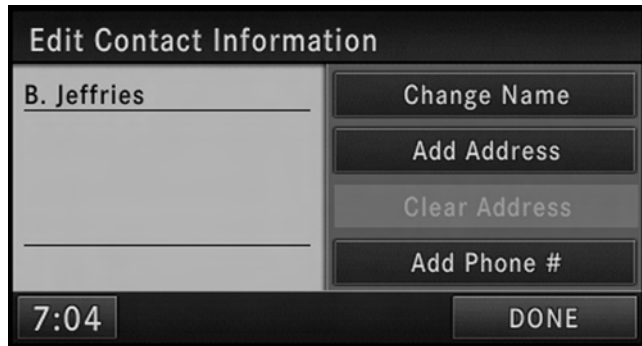 Edit Contact Information
B. Jeffries
Change Name
Add Address
Clear Address
Add Phone #
7:04
DONE